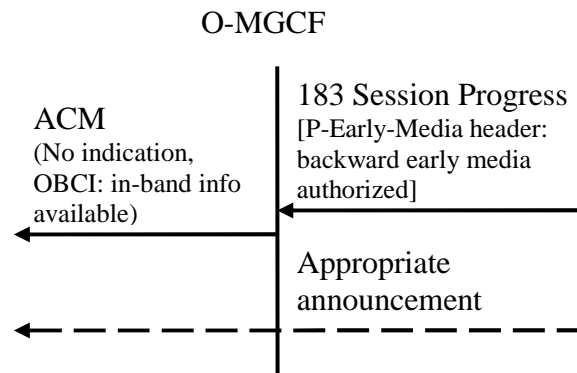 O-MGCF
ACM
(No indication,
OBCI: in-band info
available)
183 Session Progress
[P-Early-Media header:
backward early media
authorized]
Appropriate
announcement